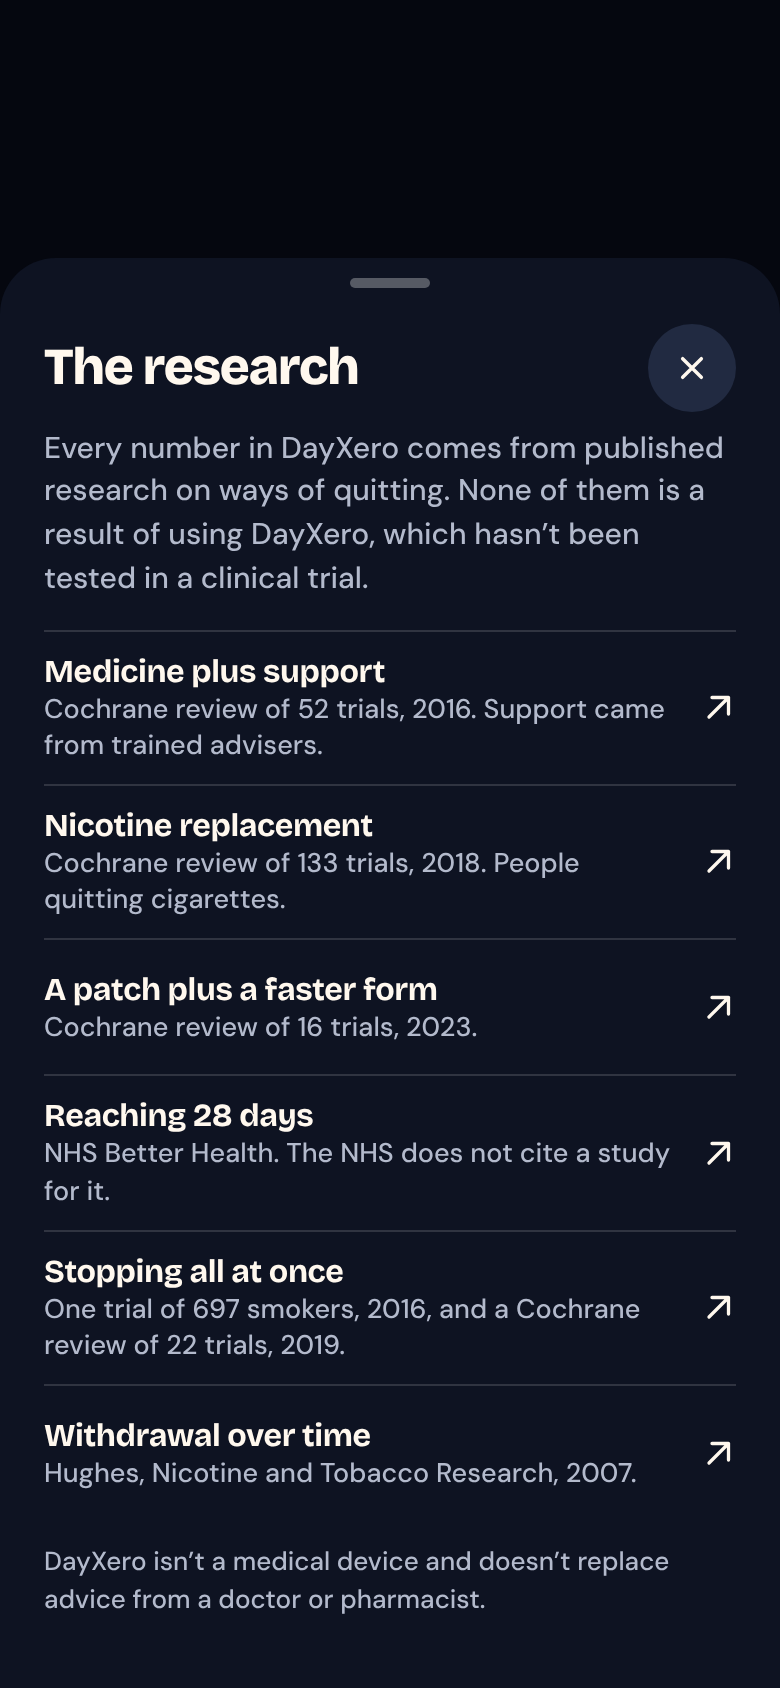 The research
Every number in DayXero comes from published
research on ways of quitting. None of them is a
result of using DayXero, which hasn’t been
tested in a clinical trial.
Medicine plus support
Cochrane review of 52 trials, 2016. Support came
from trained advisers.
Nicotine replacement
Cochrane review of 133 trials, 2018. People
quitting cigarettes.
A patch plus a faster form
Cochrane review of 16 trials, 2023.
Reaching 28 days
NHS Better Health. The NHS does not cite a study
for it.
Stopping all at once
One trial of 697 smokers, 2016, and a Cochrane
review of 22 trials, 2019.
Withdrawal over time
Hughes, Nicotine and Tobacco Research, 2007.
DayXero isn’t a medical device and doesn’t replace
advice from a doctor or pharmacist.